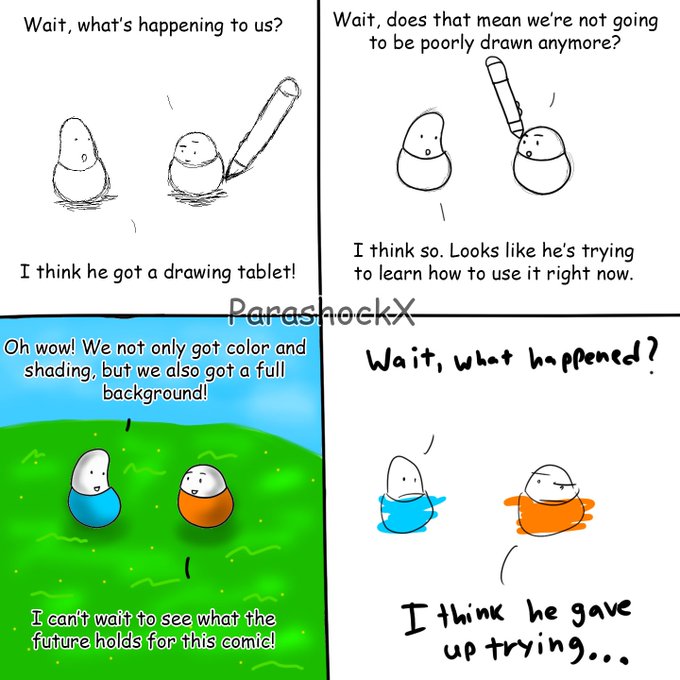 Wait, what's happening to us?
I think he got a drawing tablet!
Wait, does that mean we're not going
to be poorly drawn anymore?
I think so. Looks like he's trying
to learn how to use it right now.
ParashockX
Oh wow! We not only got color and
shading, but we also got a full
background!
I can't wait to see what the
future holds for this comic!
Wait, what happened?
I think he gave
up trying...